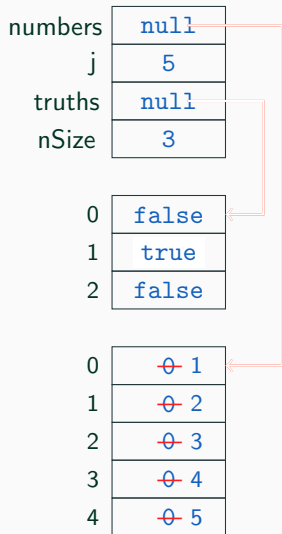 numbers null
j 5
truths null
nSize 3
0 false
1 true
2 false
0 0 1
1 0 2
2 0 3
3 0 4
4 0 5